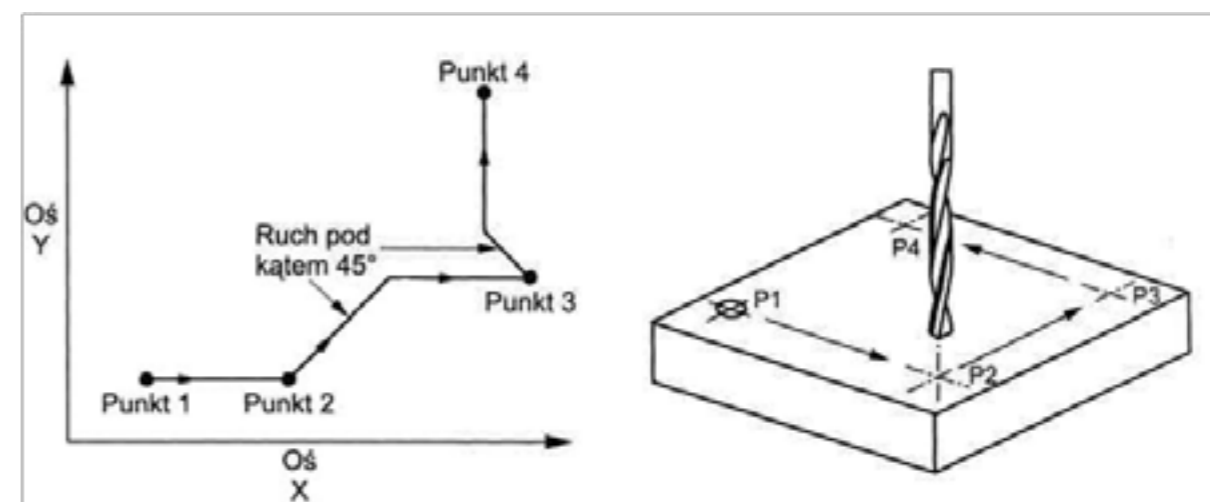 Punkt 4
Oś
Y
Ruch pod
kątem 45°
Punkt 3
Punkt 1
Punkt 2
Oś
X
P4
P1
P3
P2